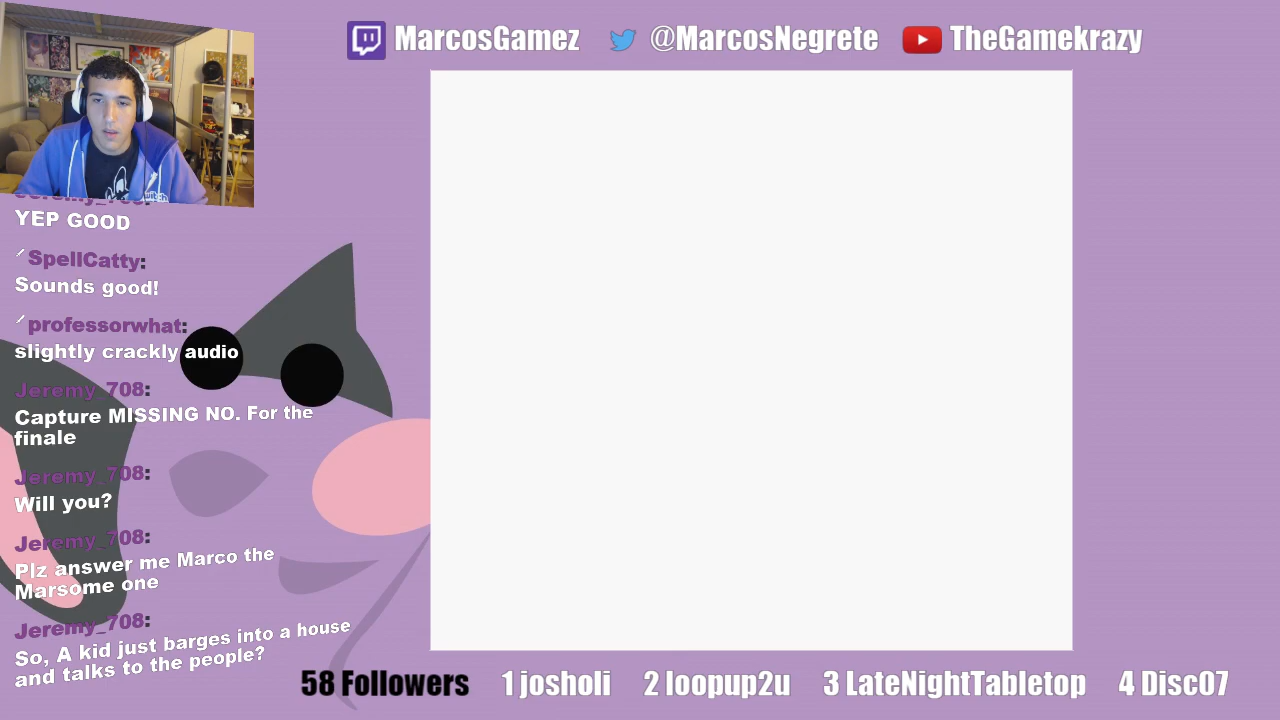 MarcosGamez @MarcosNegrete TheGamekrazy
YEP GOOD
SpellCatty:
Sounds good!
professorwhat:
slightly crackly audio
Jeremy_708:
Capture MISSING NO. For the
finale
Jeremy_708:
Will you?
Jeremy_708:
Plz answer me Marco the
Marsome one
Jeremy_708:
So, A kid just barges into a house
and talks to the people?
58 Followers 1 josholi 2 loopup2u 3 LateNightTabletop 4 Disc07